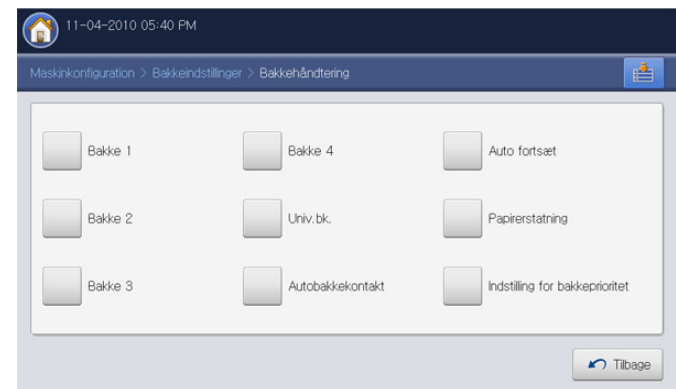 11-04-2010 05:40 PM
Maskinkonfiguration > Bakkeindstillinger > Bakkehåndtering
Bakke 1
Bakke 4
Auto fortsæt
Bakke 2
Univ.bk.
Papirerstatning
Bakke 3
Autobakkekontakt
Indstilling for bakkeprioritet
Tilbage